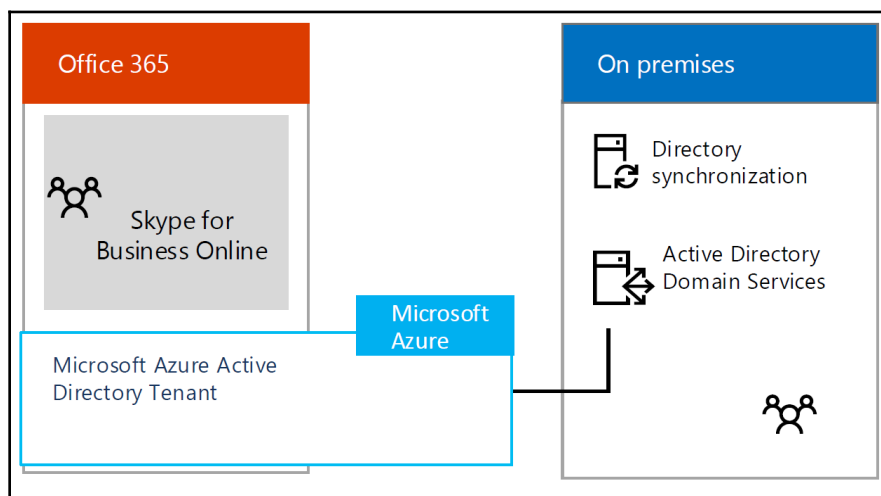 Office 365
Skype for
Business Online
Microsoft
Azure
Microsoft Azure Active
Directory Tenant
On premises
Directory
synchronization
Active Directory
Domain Services